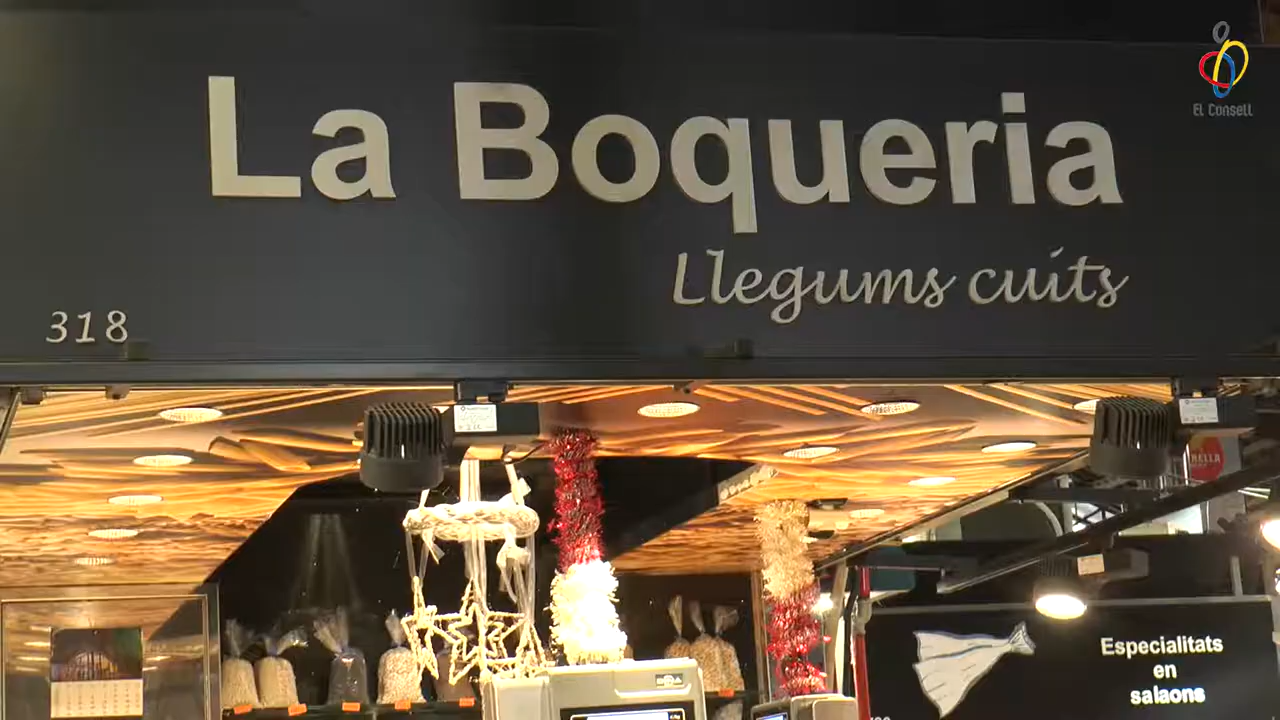 El Consell
La Boqueria
Llegums cuits
318
Especialitats
en
salaons